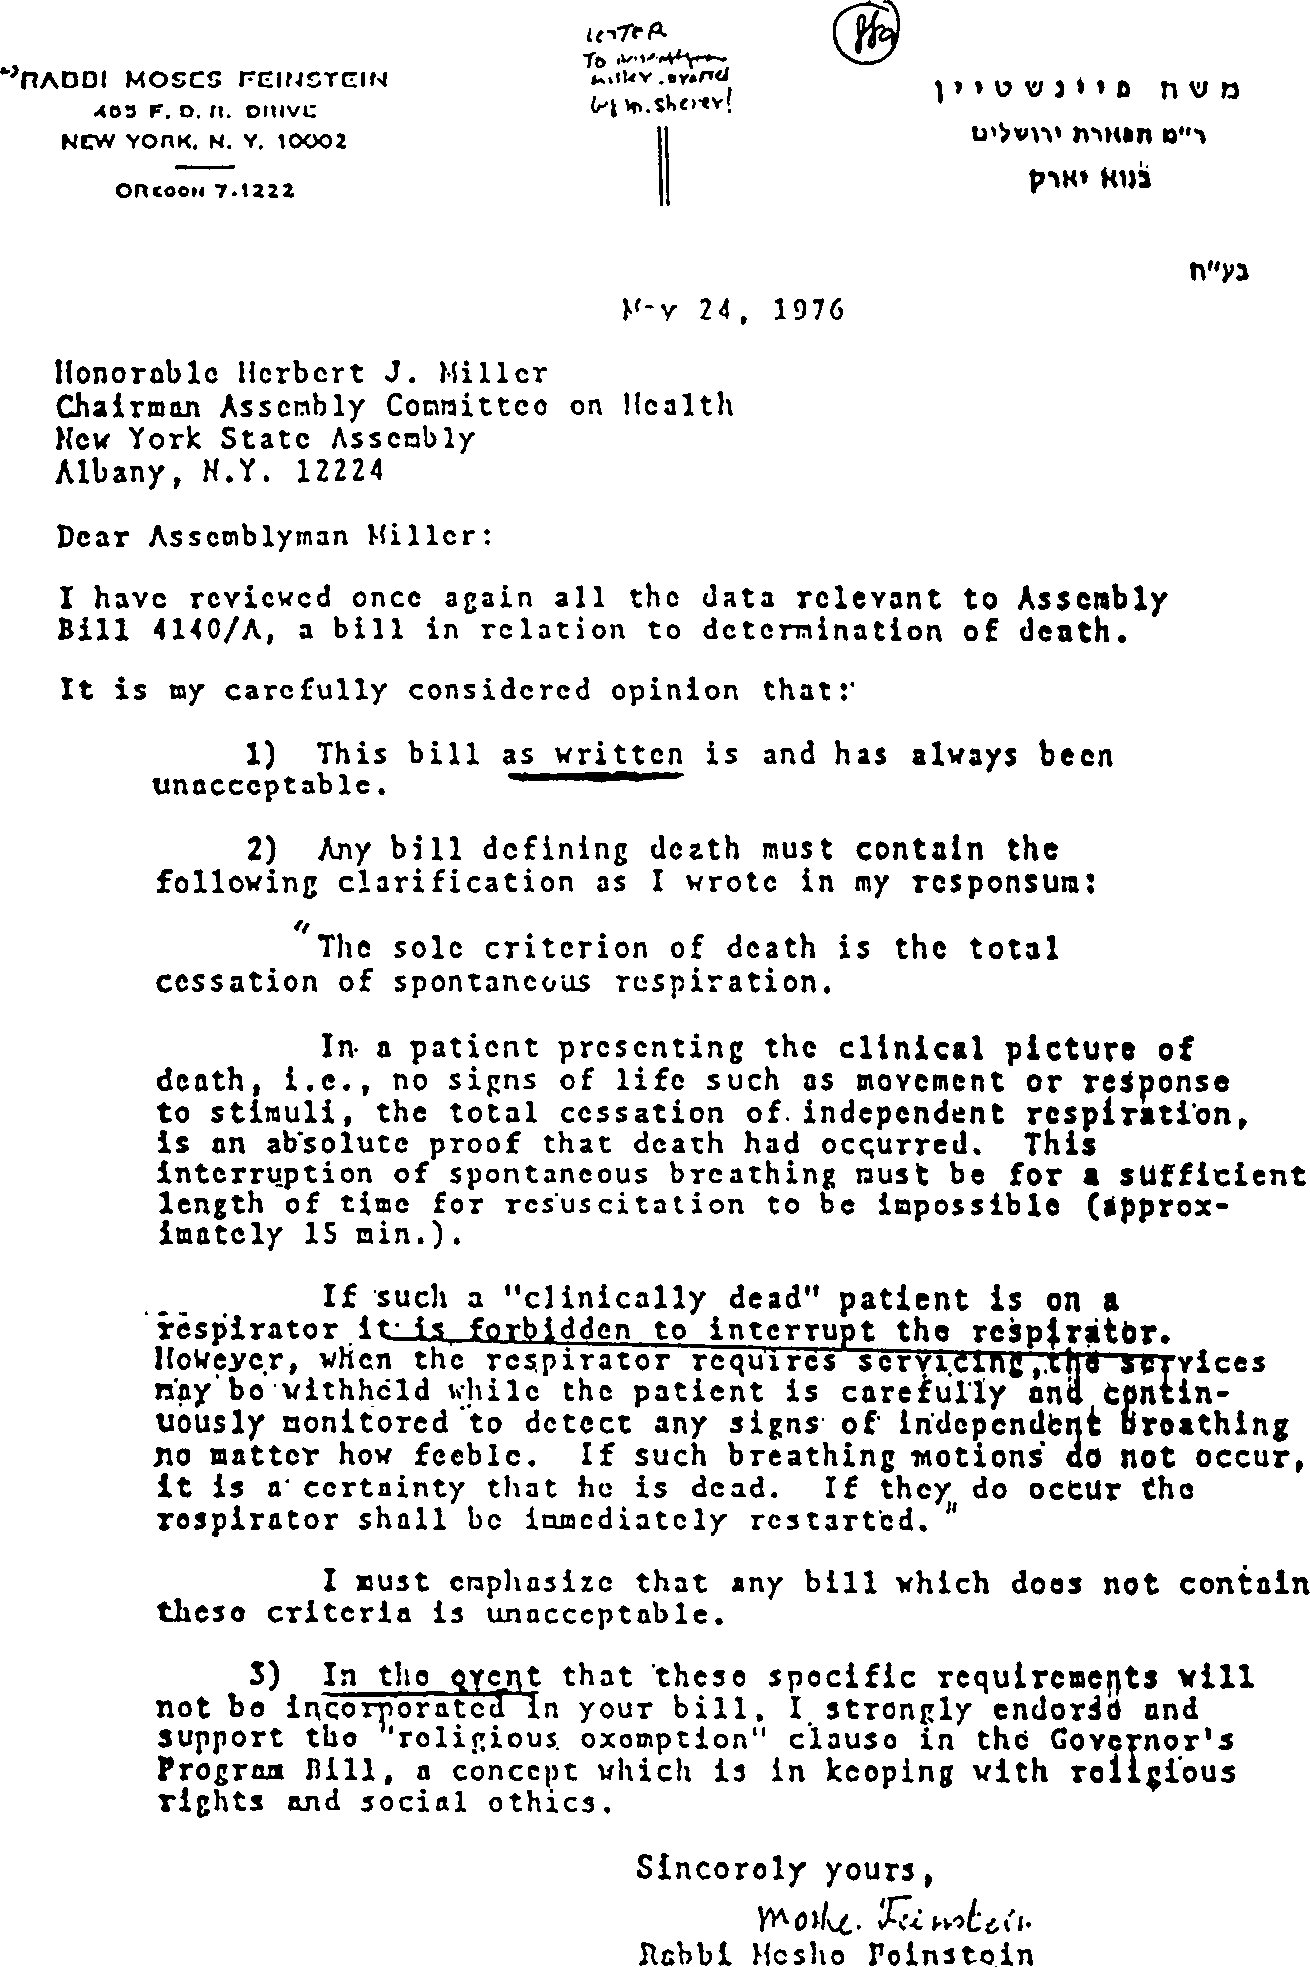 RABBI MOSES FEINSTEIN
455 F. D. R. DRIVE
NEW YORK, N. Y. 10002
OREGON 7-1222
LETTER
To
by m. sherer!
משה פיינשטיין
ר"מ תפארת ירושלים
בנוא יארק
בע"ה
May 24, 1976
Honorable Herbert J. Miller
Chairman Assembly Committee on Health
New York State Assembly
Albany, N.Y. 12224
Dear Assemblyman Miller:
I have reviewed once again all the data relevant to Assembly
Bill 4140/A, a bill in relation to determination of death.
It is my carefully considered opinion that:
1) This bill as written is and has always been
unacceptable.
2) Any bill defining death must contain the
following clarification as I wrote in my responsum:
"The sole criterion of death is the total
cessation of spontaneous respiration.
In a patient presenting the clinical picture of
death, i.e., no signs of life such as movement or response
to stimuli, the total cessation of independent respiration,
is an absolute proof that death had occurred. This
interruption of spontaneous breathing must be for a sufficient
length of time for resuscitation to be impossible (approx-
imately 15 min.).
If such a "clinically dead" patient is on a
respirator it is forbidden to interrupt the respirator.
However, when the respirator requires servicing, the services
may be withheld while the patient is carefully and contin-
uously monitored to detect any signs of independent breathing
no matter how feeble. If such breathing motions do not occur,
it is a certainty that he is dead. If they do occur the
respirator shall be immediately restarted."
I must emphasize that any bill which does not contain
these criteria is unacceptable.
3) In the event that these specific requirements will
not be incorporated in your bill, I strongly endorse and
support the "religious exemption" clause in the Governor's
Program Bill, a concept which is in keeping with religious
rights and social ethics.
Sincerely yours,
Moshe Feinstein
Rabbi Moshe Feinstein